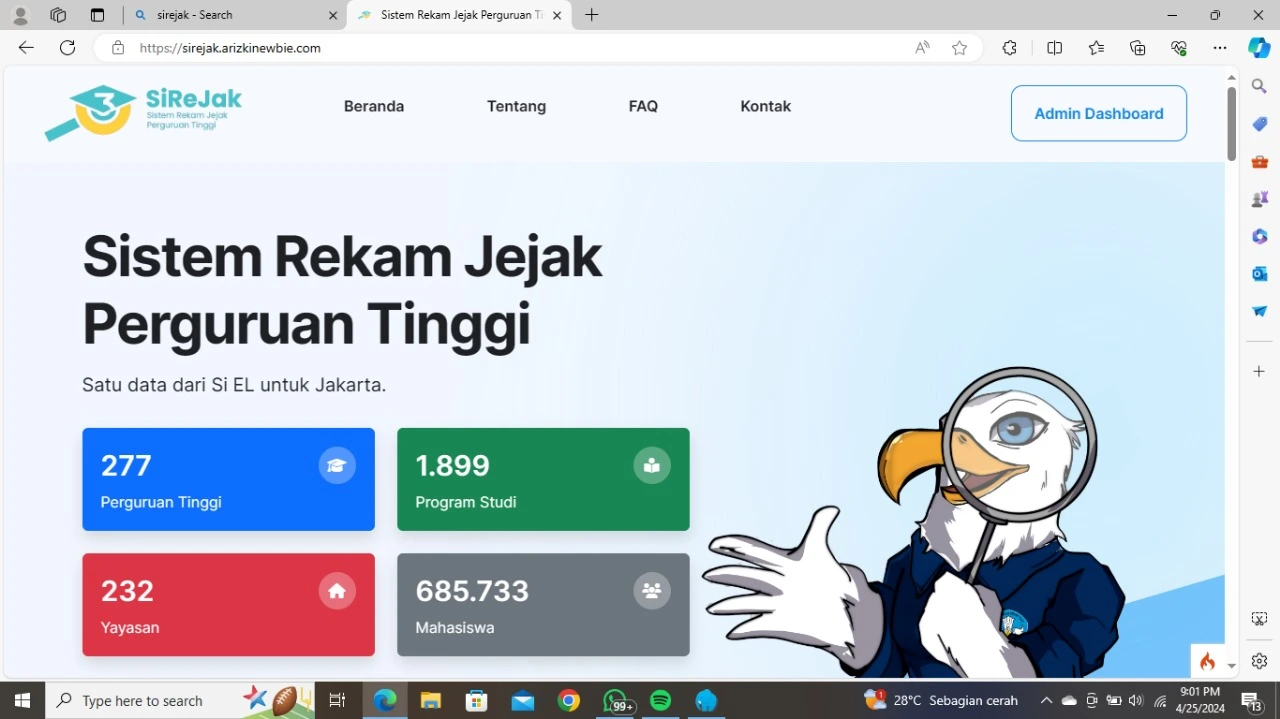 sirejak - Search
Sistem Rekam Jejak Perguruan Ti
https://sirejak.arizkinewbie.com
SiReJak
Sistem Rekam Jejak
Perguruan Tinggi
Beranda
Tentang
FAQ
Kontak
Admin Dashboard
Sistem Rekam Jejak
Perguruan Tinggi
Satu data dari Si EL untuk Jakarta.
277
Perguruan Tinggi
1.899
Program Studi
232
Yayasan
685.733
Mahasiswa
Type here to search
99+
1
28°C Sebagian cerah
9:01 PM
4/25/2024
13